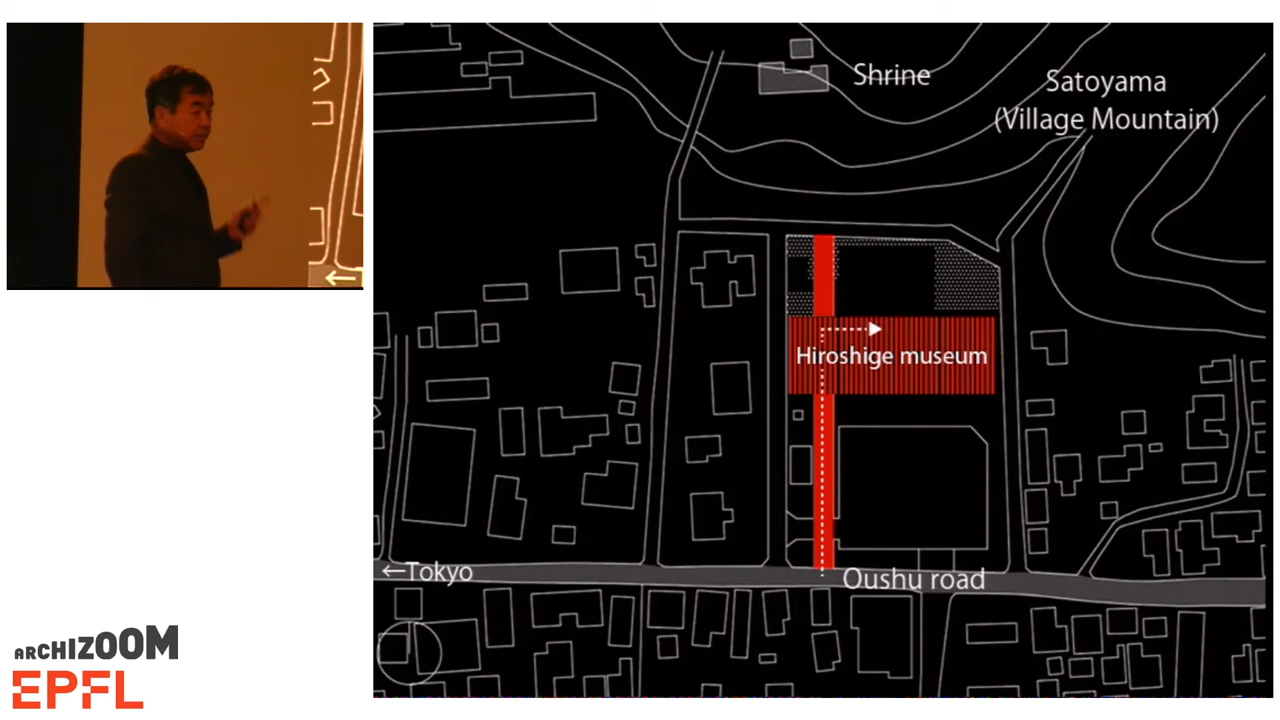 Shrine
Satoyama
(Village Mountain)
Hiroshige museum
←Tokyo
Oushu road
ARCHIZOOM
EPFL